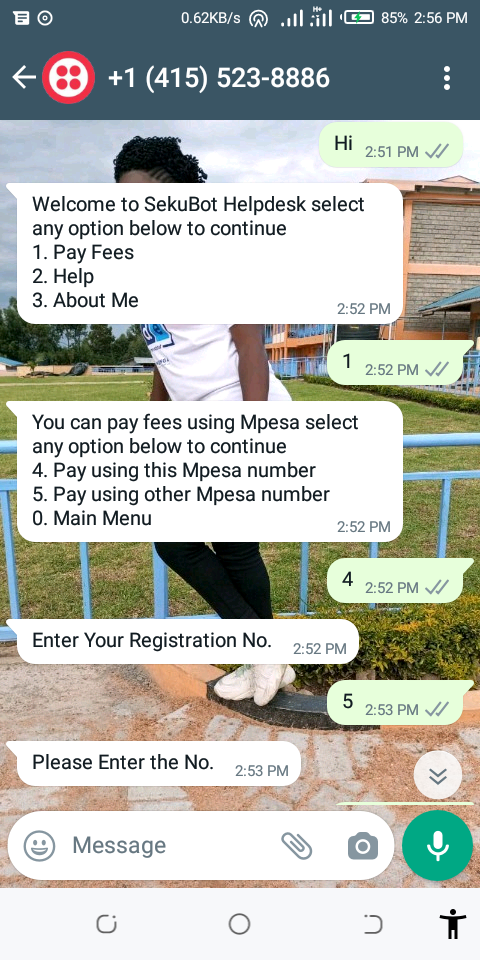 0.62KB/s H+ 85% 2:56 PM
+1 (415) 523-8886
Hi 2:51 PM
Welcome to SekuBot Helpdesk select
any option below to continue
1. Pay Fees
2. Help
3. About Me
2:52 PM
1 2:52 PM
You can pay fees using Mpesa select
any option below to continue
4. Pay using this Mpesa number
5. Pay using other Mpesa number
0. Main Menu
2:52 PM
4 2:52 PM
Enter Your Registration No. 2:52 PM
5 2:53 PM
Please Enter the No. 2:53 PM
Message